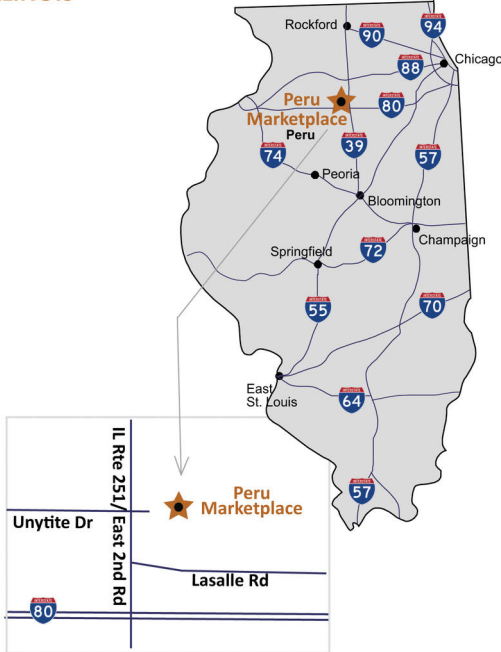 Rockford
90
94
Chicago
88
Peru
Marketplace
Peru
80
74
39
57
Peoria
Bloomington
Champaign
Springfield
72
55
70
East
St. Louis
64
57
IL Rte 251/ East 2nd Rd
Peru
Marketplace
Unytite Dr
Lasalle Rd
80